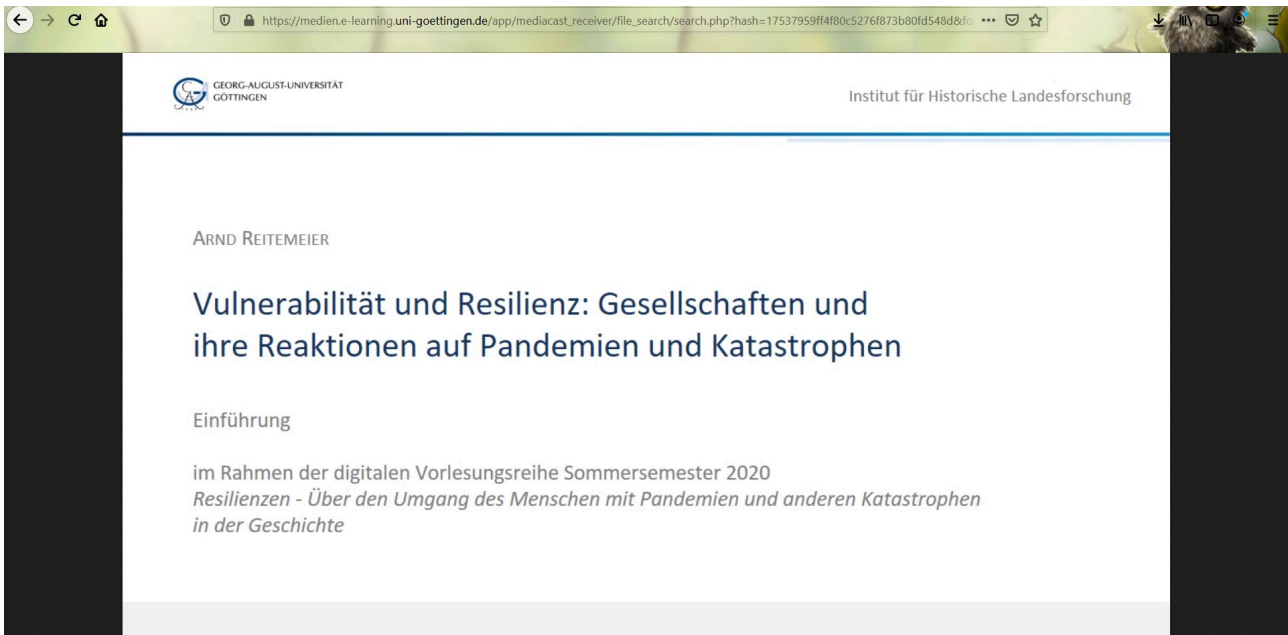 https://medien.e-learning.uni-goettingen.de/app/mediacast_receiver/file_search/search.php?hash=17537959ff4f80c5276f873b80fd548d&fo
GEORG-AUGUST-UNIVERSITÄT
GÖTTINGEN
Institut für Historische Landesforschung
ARND REITEMEIER
Vulnerabilität und Resilienz: Gesellschaften und
ihre Reaktionen auf Pandemien und Katastrophen
Einführung
im Rahmen der digitalen Vorlesungsreihe Sommersemester 2020
Resilienzen - Über den Umgang des Menschen mit Pandemien und anderen Katastrophen
in der Geschichte